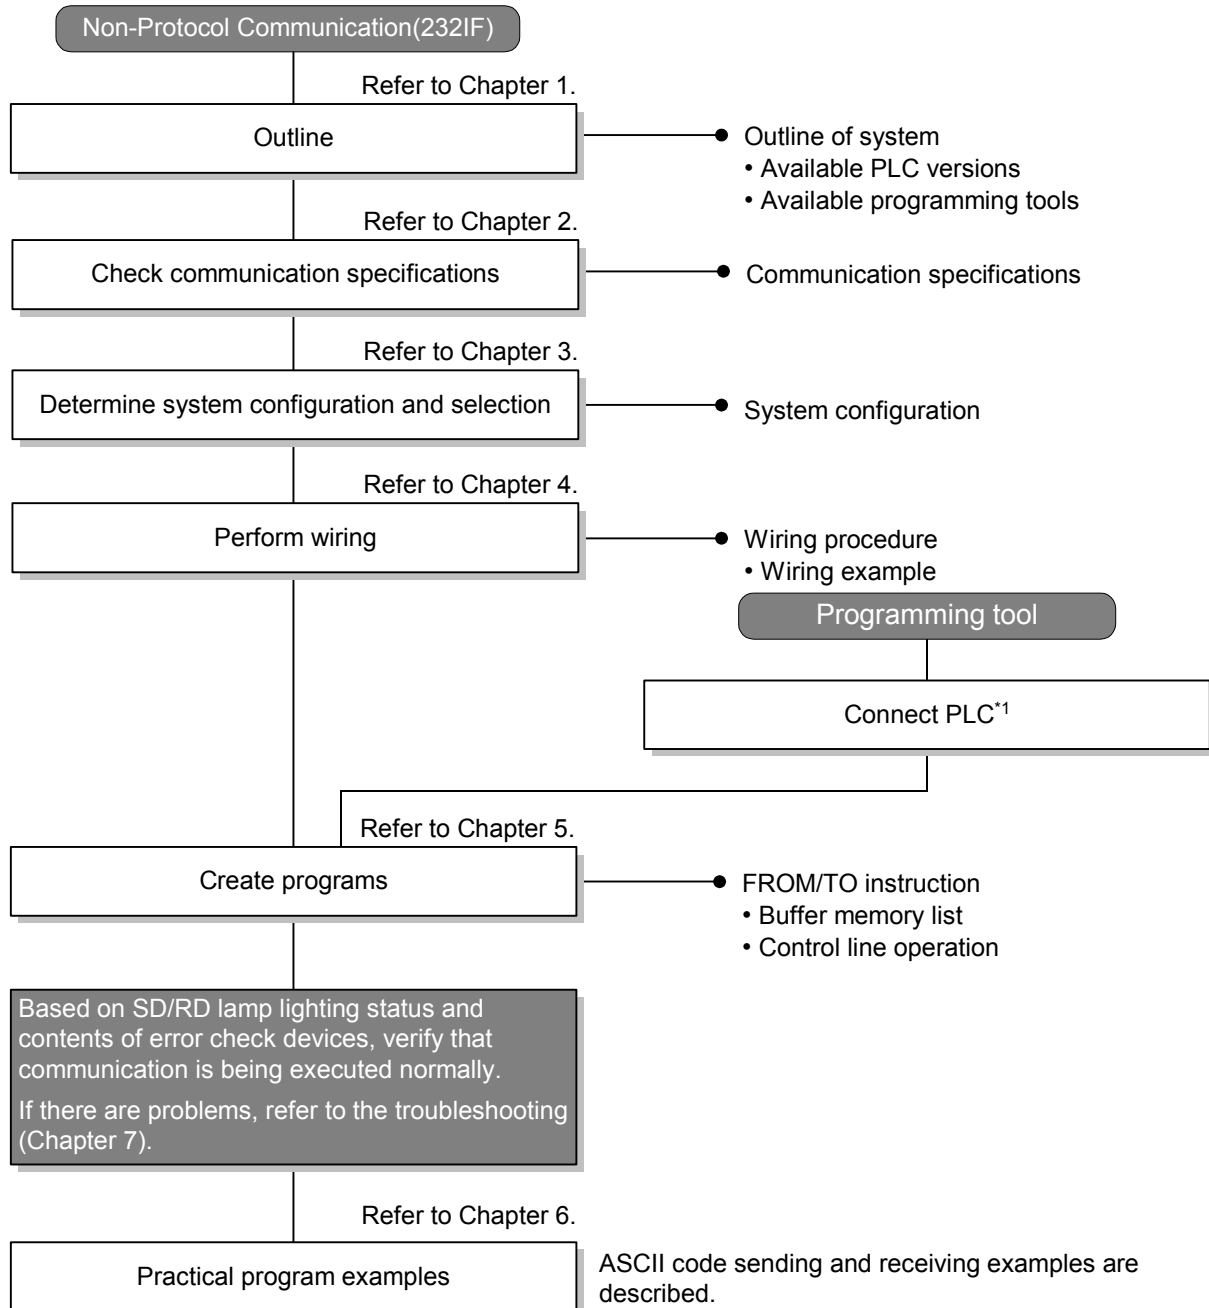 Non-Protocol Communication(232IF)
Refer to Chapter 1.
Outline
Outline of system
• Available PLC versions
• Available programming tools
Refer to Chapter 2.
Check communication specifications
Communication specifications
Refer to Chapter 3.
Determine system configuration and selection
System configuration
Refer to Chapter 4.
Perform wiring
Wiring procedure
• Wiring example
Programming tool
Connect PLC*1
Refer to Chapter 5.
Create programs
FROM/TO instruction
• Buffer memory list
• Control line operation
Based on SD/RD lamp lighting status and
contents of error check devices, verify that
communication is being executed normally.
If there are problems, refer to the troubleshooting
(Chapter 7).
Refer to Chapter 6.
Practical program examples
ASCII code sending and receiving examples are
described.